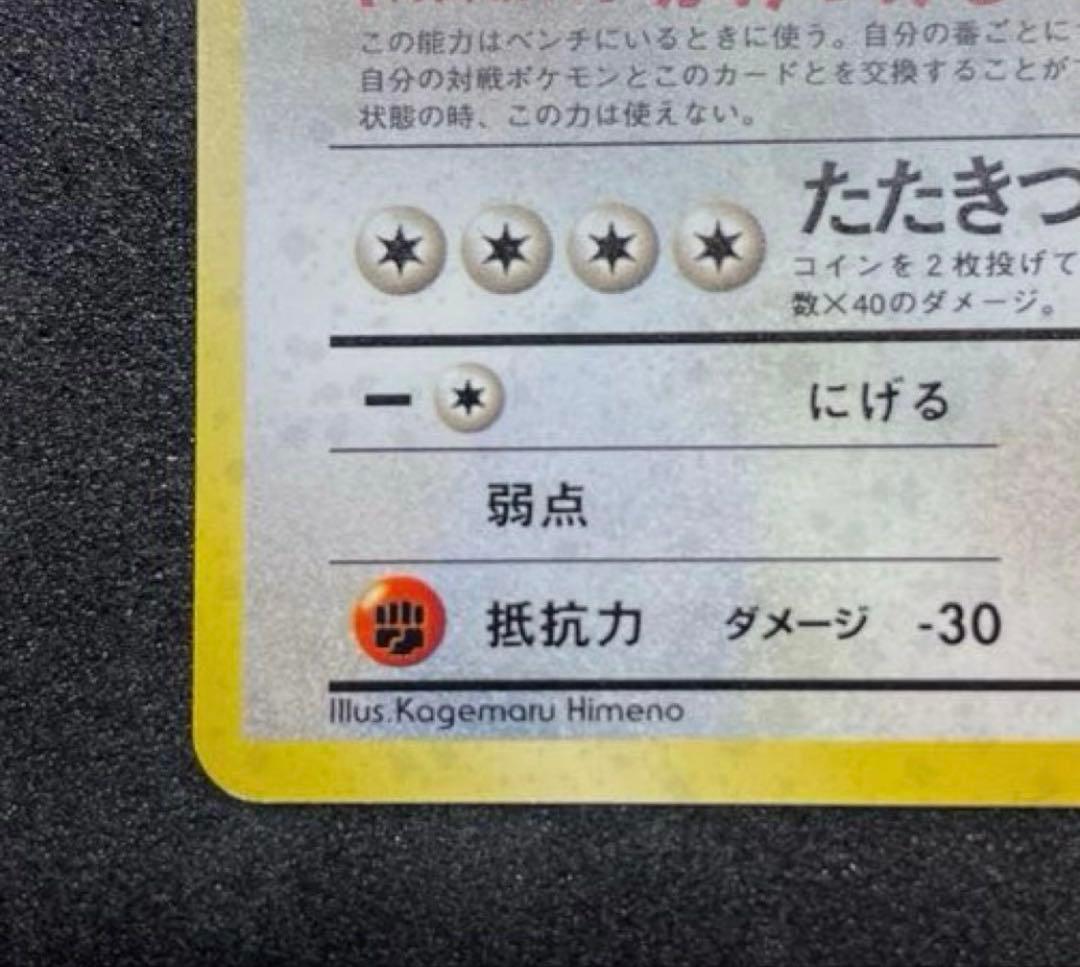 この能力はベンチにいるときに使う。自分の番ごとに
自分の対戦ポケモンとこのカードとを交換することが
状態の時、この力は使えない。
たたきつ
コインを2枚投げて
数×40のダメージ。
にげる
弱点
抵抗力 ダメージ -30
Illus.Kagemaru Himeno